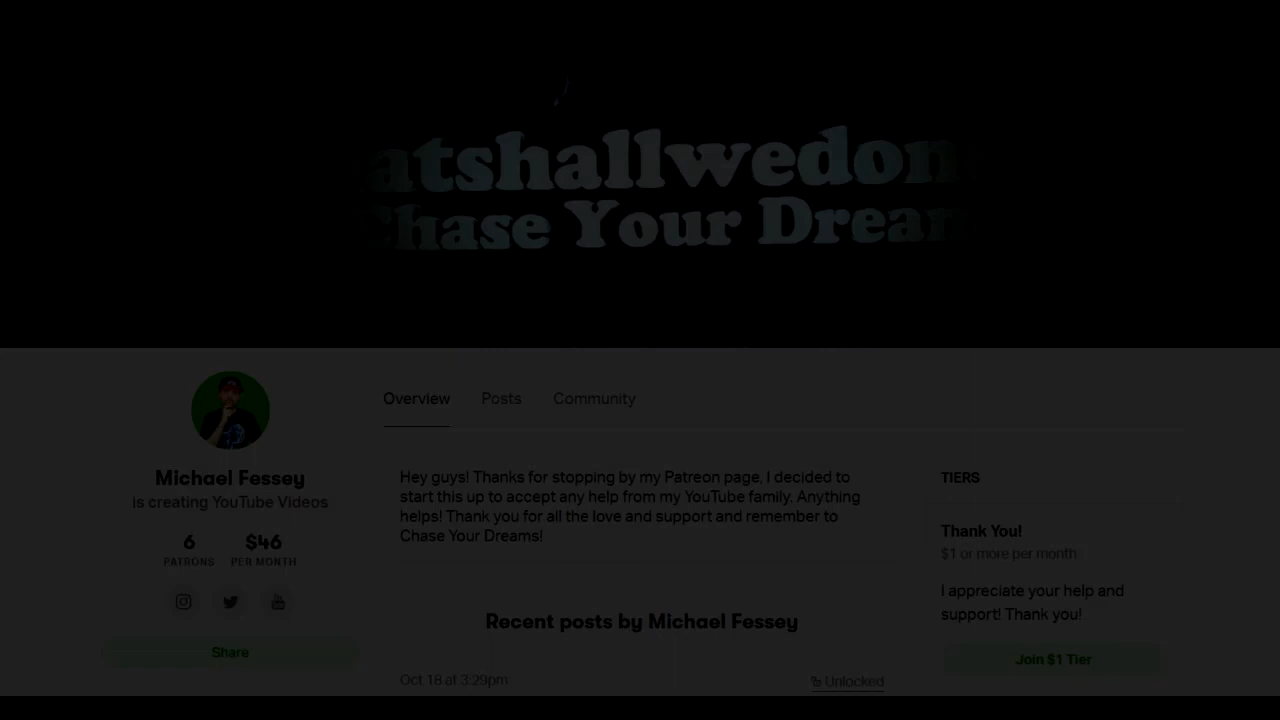 atshallwedon
Chase Your Dream
Michael Fessey
is creating YouTube Videos
6
PATRONS
$46
PER MONTH
Share
Overview
Posts
Community
Hey guys! Thanks for stopping by my Patreon page, I decided to
start this up to accept any help from my YouTube family. Anything
helps! Thank you for all the love and support and remember to
Chase Your Dreams!
Recent posts by Michael Fessey
Oct 18 at 3:29pm
Unlocked
TIERS
Thank You!
$1 or more per month
I appreciate your help and
support! Thank you!
Join $1 Tier